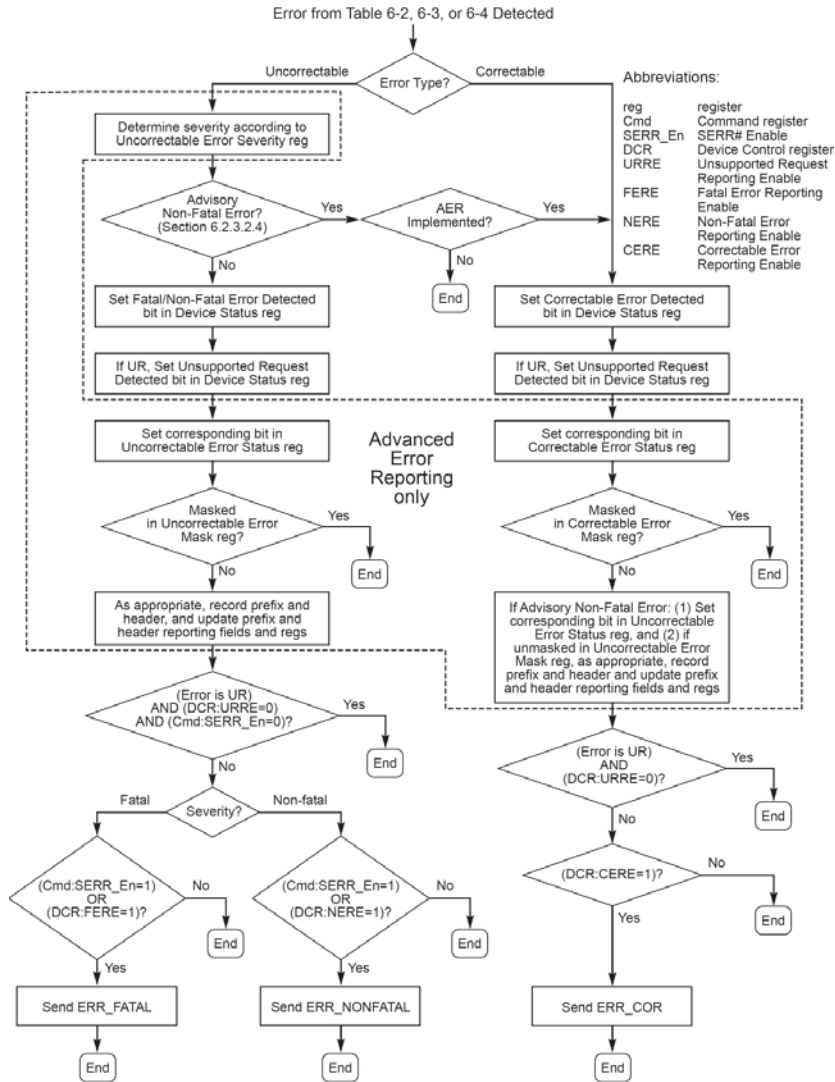 Error from Table 6-2, 6-3, or 6-4 Detected
Uncorrectable
Error Type?
Correctable
Abbreviations:
reg register
Cmd Command register
SERR_En SERR# Enable
DCR Device Control register
URRE Unsupported Request
Reporting Enable
FERE Fatal Error Reporting
Enable
NERE Non-Fatal Error
Reporting Enable
CERE Correctable Error
Reporting Enable
Determine severity according to
Uncorrectable Error Severity reg
Advisory
Non-Fatal Error?
(Section 6.2.3.2.4)
Yes
AER
Implemented?
Yes
No
End
No
Set Fatal/Non-Fatal Error Detected
bit in Device Status reg
If UR, Set Unsupported Request
Detected bit in Device Status reg
Set Correctable Error Detected
bit in Device Status reg
If UR, Set Unsupported Request
Detected bit in Device Status reg
Advanced
Error
Reporting
only
Set corresponding bit in
Uncorrectable Error Status reg
Masked
in Uncorrectable Error
Mask reg?
Yes
End
No
As appropriate, record prefix and
header, and update prefix and
header reporting fields and regs
Set corresponding bit in
Correctable Error Status reg
Masked
in Correctable Error
Mask reg?
Yes
End
No
If Advisory Non-Fatal Error: (1) Set
corresponding bit in Uncorrectable
Error Status reg, and (2) if
unmasked in Uncorrectable Error
Mask reg, as appropriate, record
prefix and header and update prefix
and header reporting fields and regs
(Error is UR)
AND (DCR:URRE=0)
AND (Cmd:SERR_En=0)?
Yes
End
No
Fatal
Severity?
Non-fatal
(Cmd:SERR_En=1)
OR
(DCR:FERE=1)?
No
End
Yes
Send ERR_FATAL
End
(Cmd:SERR_En=1)
OR
(DCR:NERE=1)?
No
End
Yes
Send ERR_NONFATAL
End
(Error is UR)
AND
(DCR:URRE=0)?
Yes
End
No
(DCR:CERE=1)?
No
End
Yes
Send ERR_COR
End